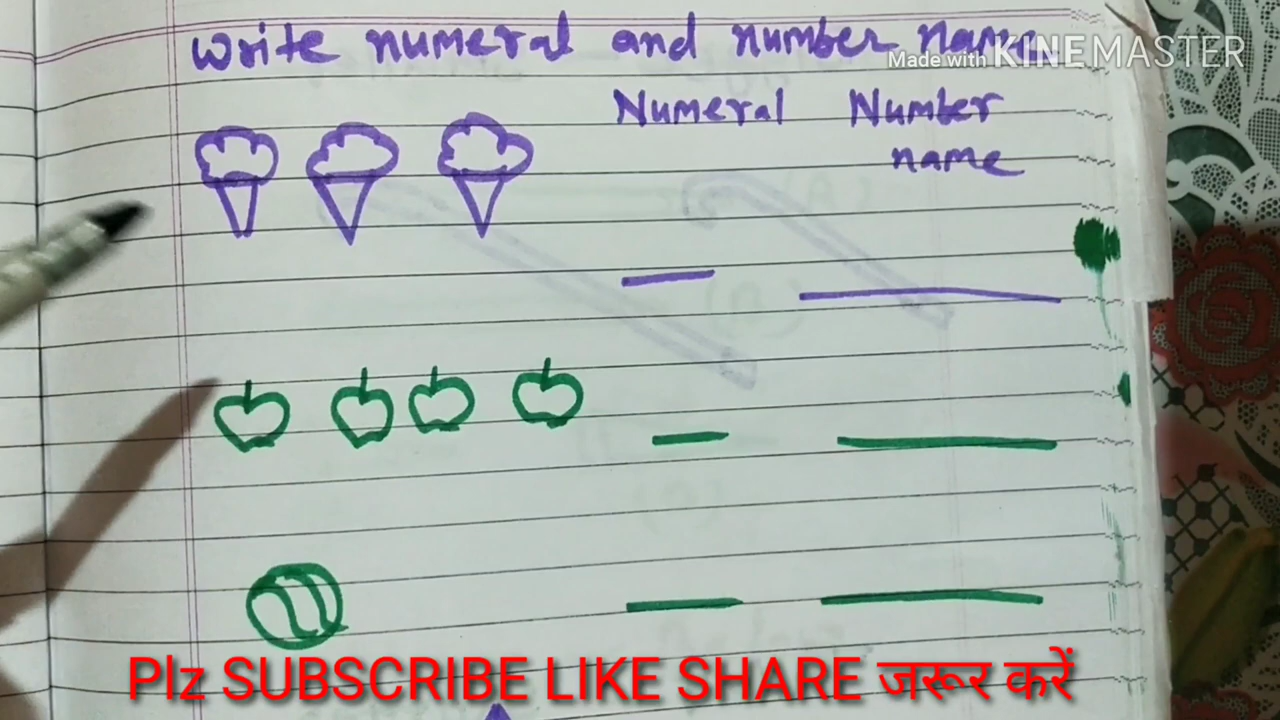 Write numeral and number name
Made with KINEMASTER
Numeral Number
name
Plz SUBSCRIBE LIKE SHARE जरूर करें